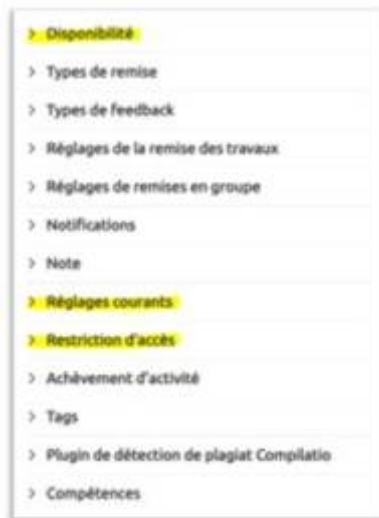 > Disponibilité
> Types de remise
> Types de feedback
> Réglages de la remise des travaux
> Réglages de remises en groupe
> Notifications
> Note
> Réglages courants
> Restriction d'accès
> Achèvement d'activité
> Tags
> Plugin de détection de plagiat Compilatio
> Compétences